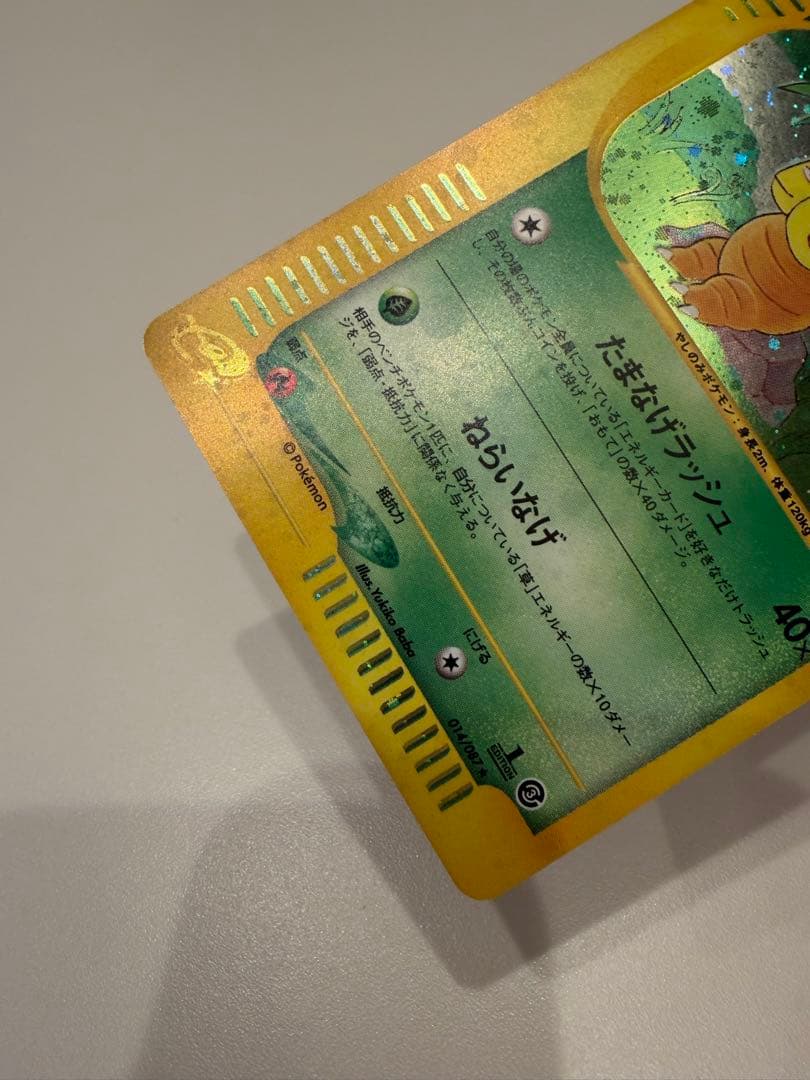 やしのみポケモン：身長2m、体重120kg
たまなげラッシュ
40×
自分の場のポケモン全員についている「エネルギーカード」を好きなだけトラッシュ
し、その枚数ぶんコインを投げ、「おもて」の数×40ダメージ。
ねらいなげ
相手のベンチポケモン1匹に、自分についている「草」エネルギーの数×10ダメー
ジを、「弱点・抵抗力」に関係なく与える。
弱点
抵抗力
にげる
©Pokémon
Illus. Yukiko Baba
014/087 ★
1
EDITION